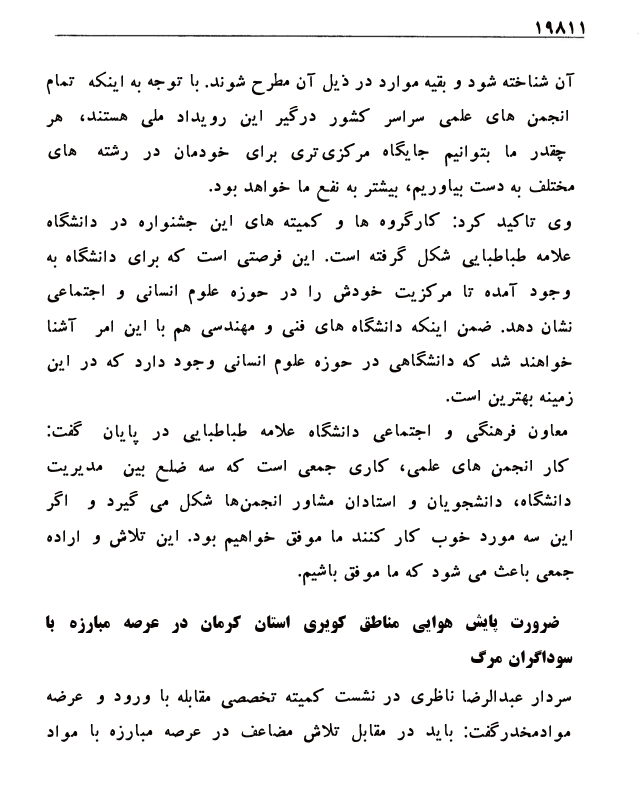 ۱۹۸۱۱
آن شناخته شود و بقیه موارد در ذیل آن مطرح شوند. با توجه به اینکه تمام
انجمن های علمی سراسر کشور درگیر این رویداد ملی هستند، هر
چقدر ما بتوانیم جایگاه مرکزی‌تری برای خودمان در رشته های
مختلف به دست بیاوریم، بیشتر به نفع ما خواهد بود.
وی تاکید کرد: کارگروه ها و کمیته های این جشنواره در دانشگاه
علامه طباطبایی شکل گرفته است. این فرصتی است که برای دانشگاه به
وجود آمده تا مرکزیت خودش را در حوزه علوم انسانی و اجتماعی
نشان دهد. ضمن اینکه دانشگاه های فنی و مهندسی هم با این امر آشنا
خواهند شد که دانشگاهی در حوزه علوم انسانی وجود دارد که در این
زمینه بهترین است.
معاون فرهنگی و اجتماعی دانشگاه علامه طباطبایی در پایان گفت:
کار انجمن های علمی، کاری جمعی است که سه ضلع بین مدیریت
دانشگاه، دانشجویان و استادان مشاور انجمن‌ها شکل می گیرد و اگر
این سه مورد خوب کار کنند ما موفق خواهیم بود. این تلاش و اراده
جمعی باعث می شود که ما موفق باشیم.
ضرورت پایش هوایی مناطق کویری استان کرمان در عرصه مبارزه با
سوداگران مرگ
سردار عبدالرضا ناظری در نشست کمیته تخصصی مقابله با ورود و عرضه
موادمخدرگفت: باید در مقابل تلاش مضاعف در عرصه مبارزه با مواد